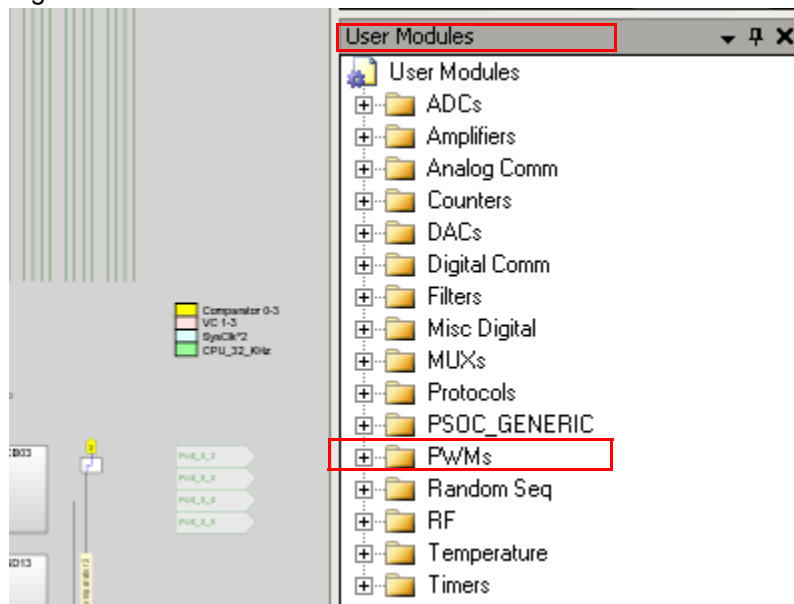 User Modules
User Modules
ADCs
Amplifiers
Analog Comm
Counters
DACs
Digital Comm
Filters
Misc Digital
MUXs
Protocols
PSOC_GENERIC
PWMs
Random Seq
RF
Temperature
Timers
Comparator 0-3
VC 1-3
SysClk*2
CPU_32_KHz